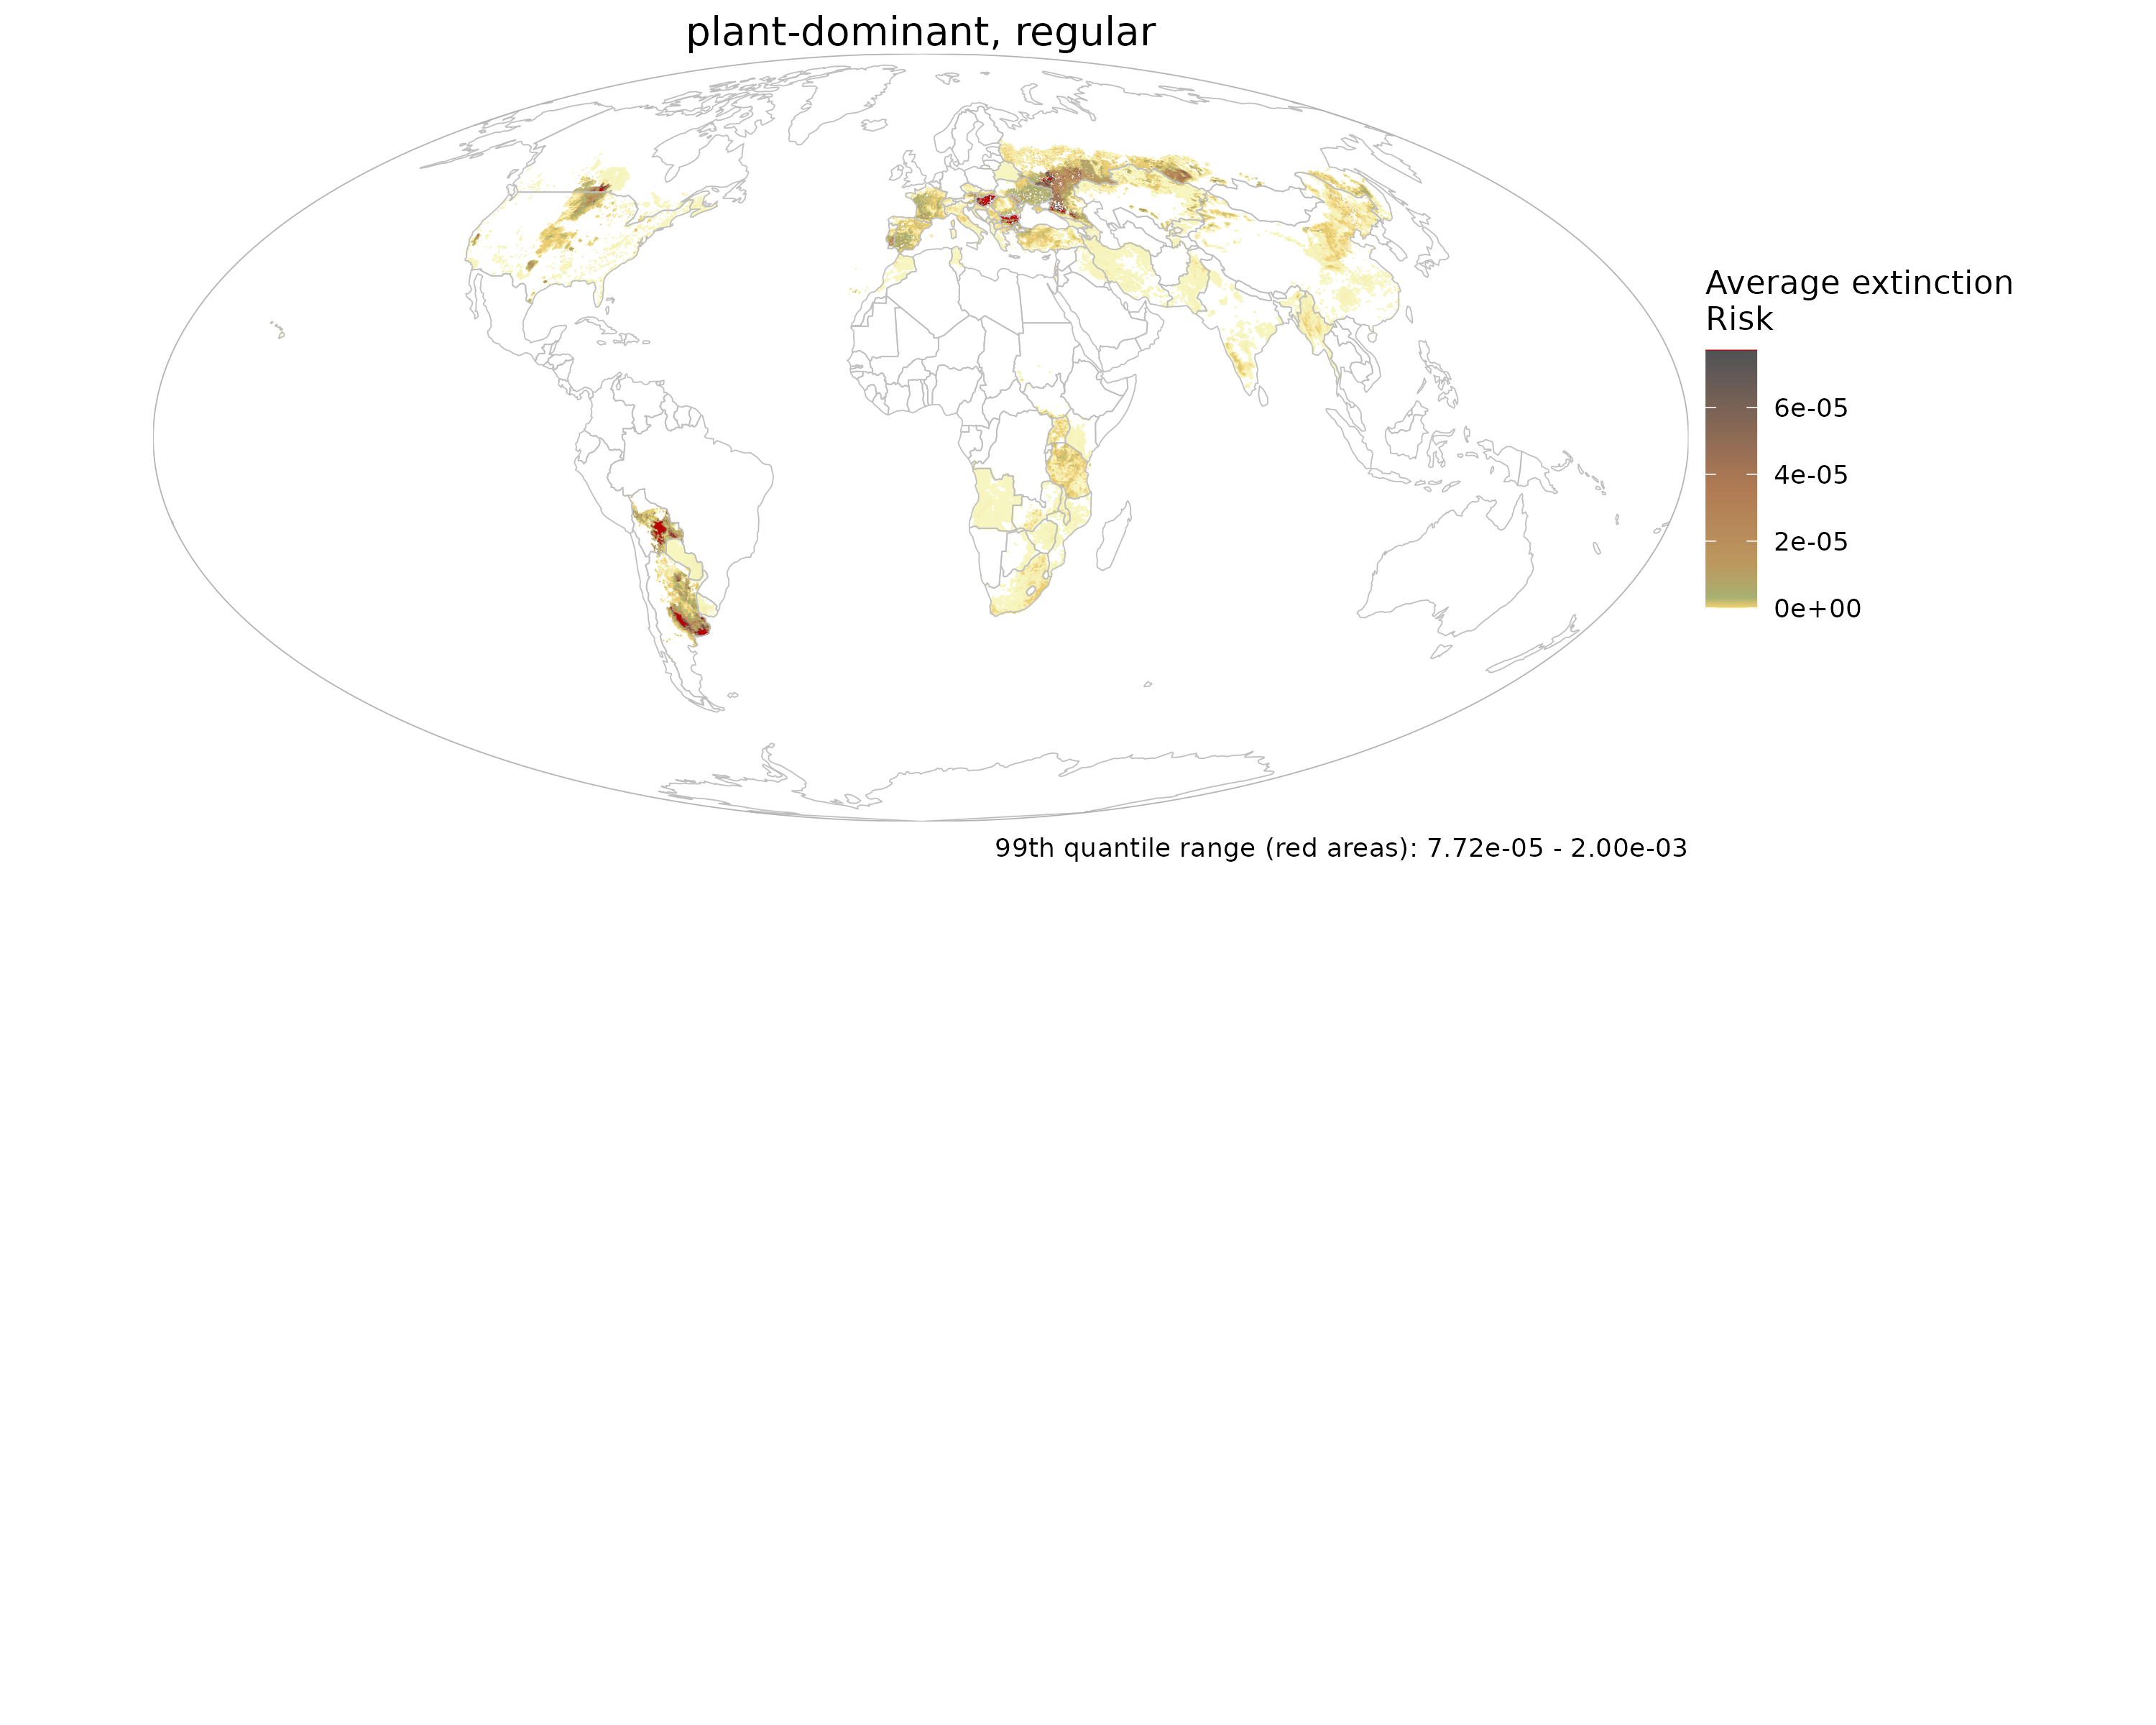 plant-dominant, regular
Average extinction
Risk
6e-05
4e-05
2e-05
0e+00
99th quantile range (red areas): 7.72e-05 - 2.00e-03